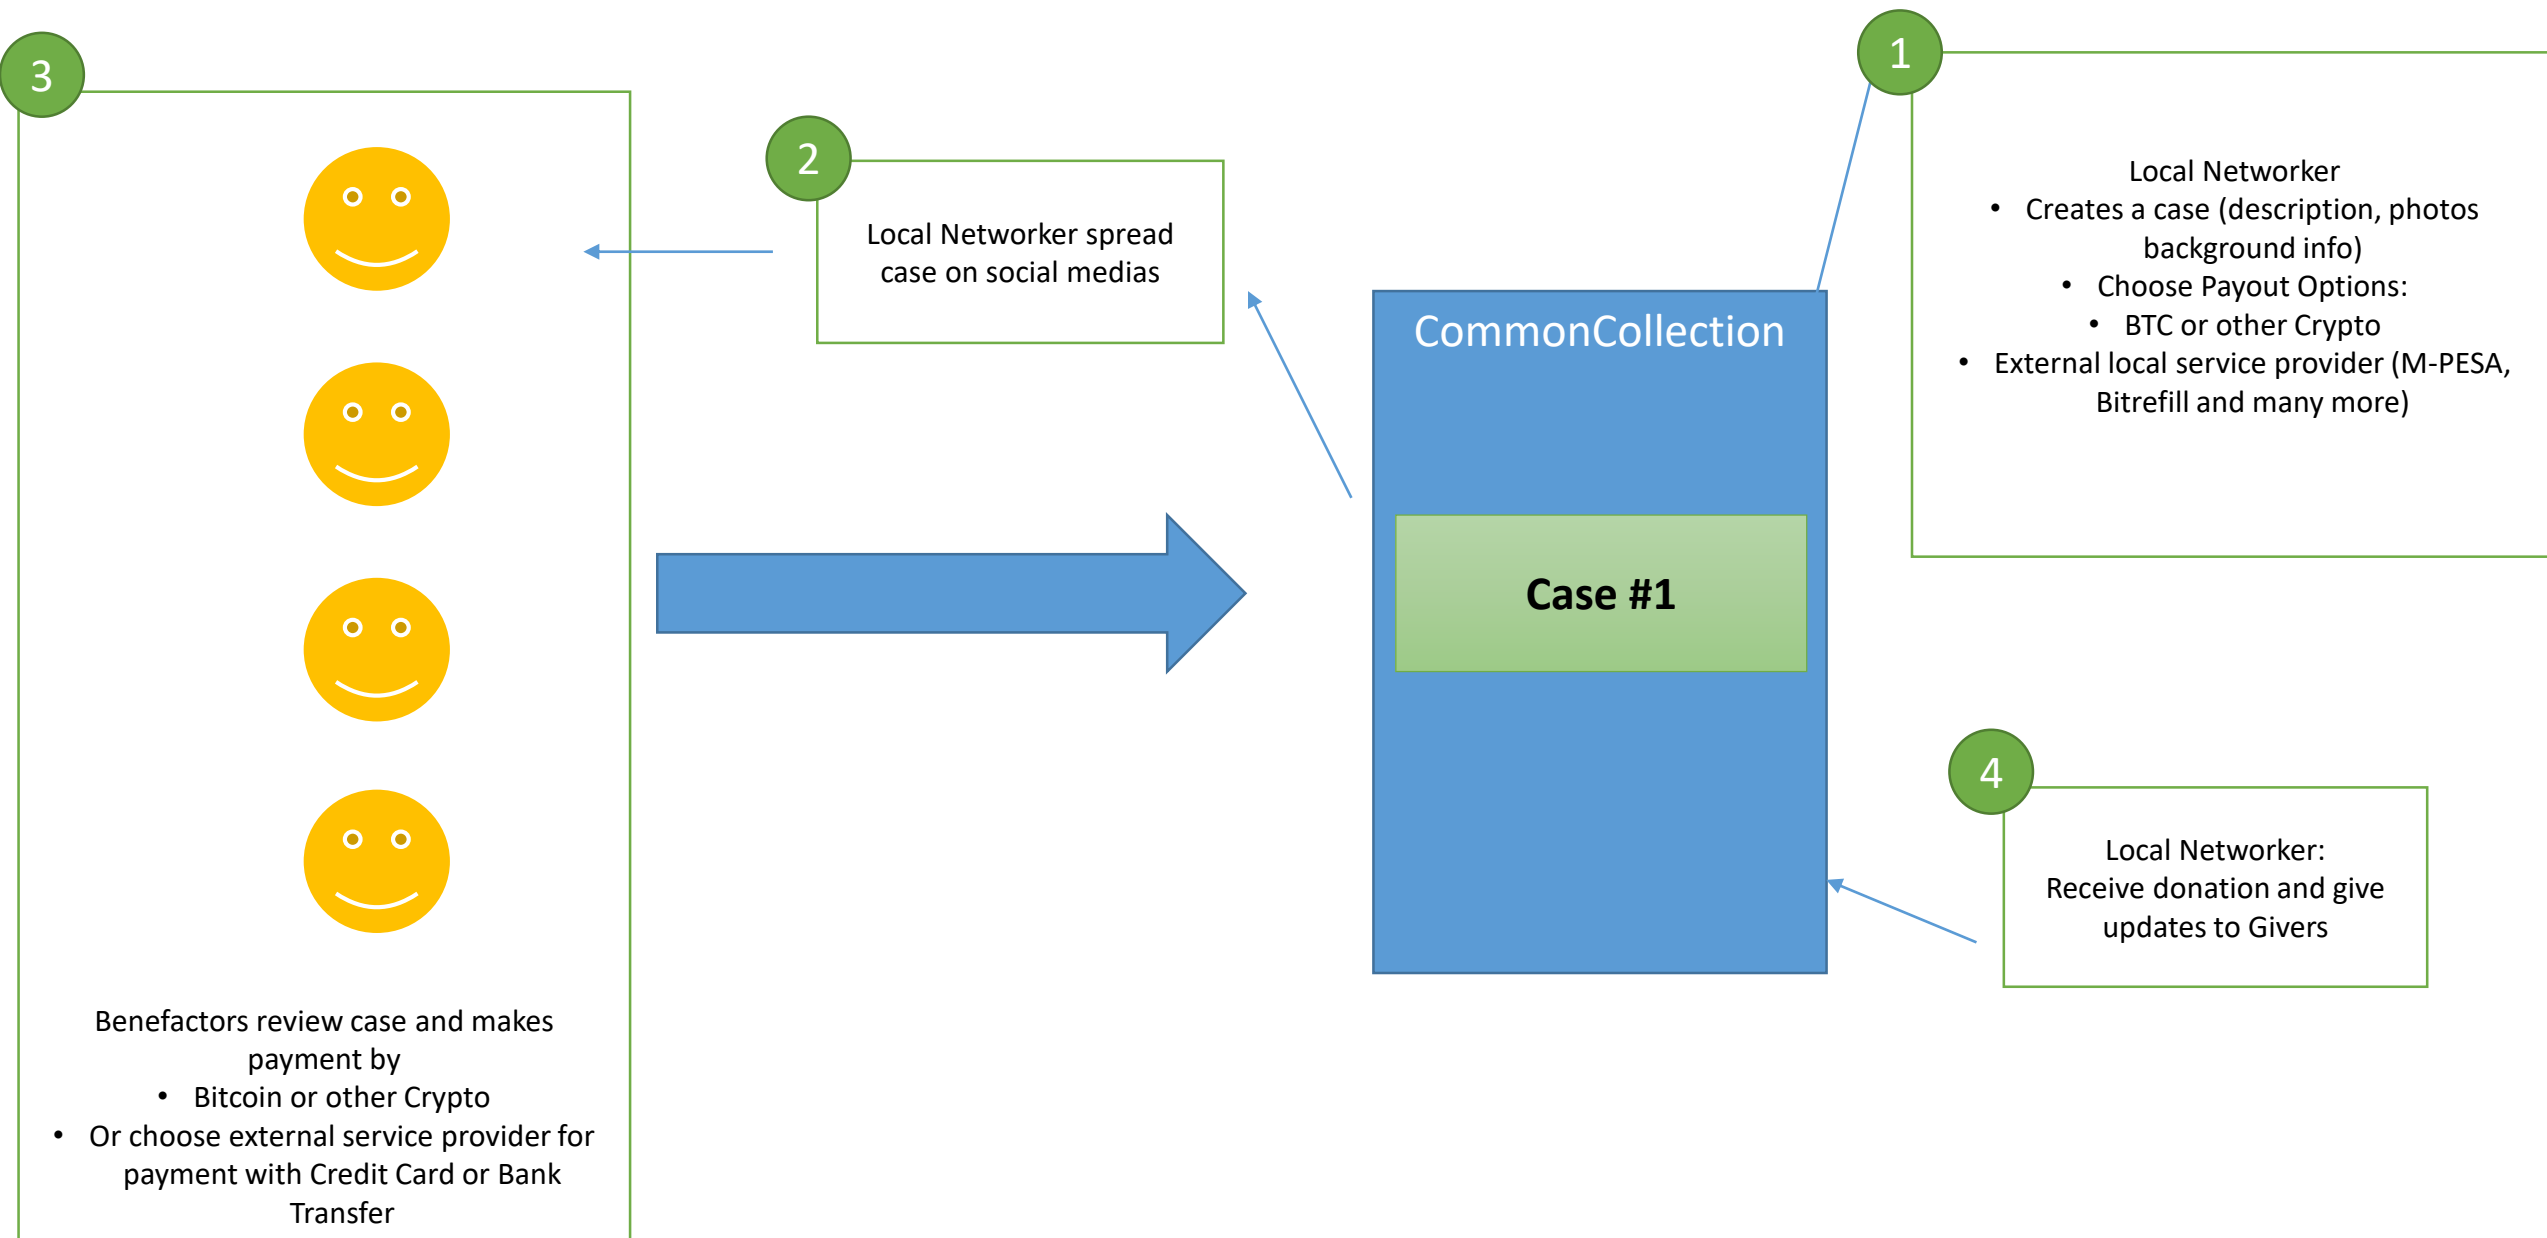 3
2
1
Local Networker
• Creates a case (description, photos
background info)
• Choose Payout Options:
• BTC or other Crypto
• External local service provider (M-PESA,
Bitrefill and many more)
Local Networker spread
case on social medias
CommonCollection
Case #1
4
Local Networker:
Receive donation and give
updates to Givers
Benefactors review case and makes
payment by
• Bitcoin or other Crypto
• Or choose external service provider for
payment with Credit Card or Bank
Transfer